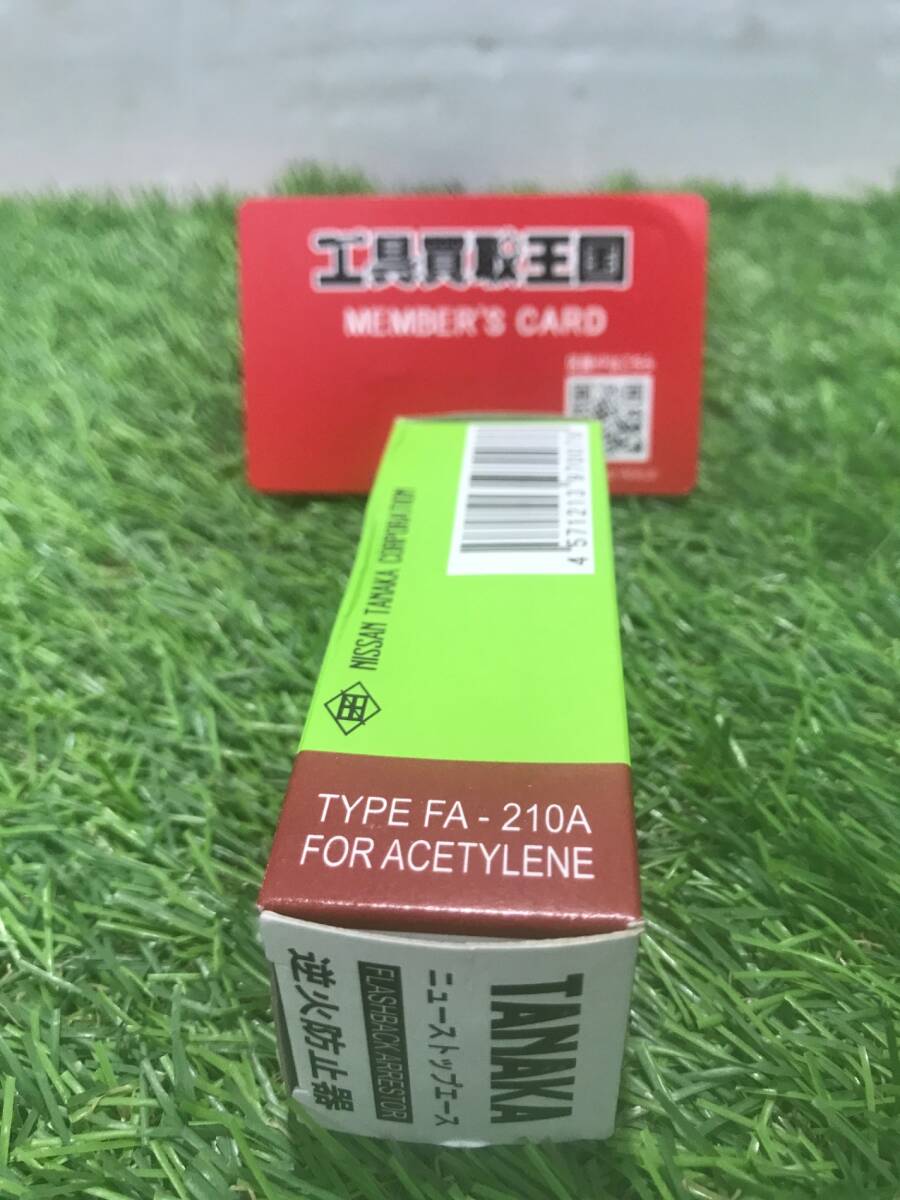 工具買取王国
MEMBER'S CARD
NISSAN TANAKA CORPORATION
TYPE FA - 210A
FOR ACETYLENE
TANAKA
ニューストップエース
FLASHBACK ARRESTOR
逆火防止器